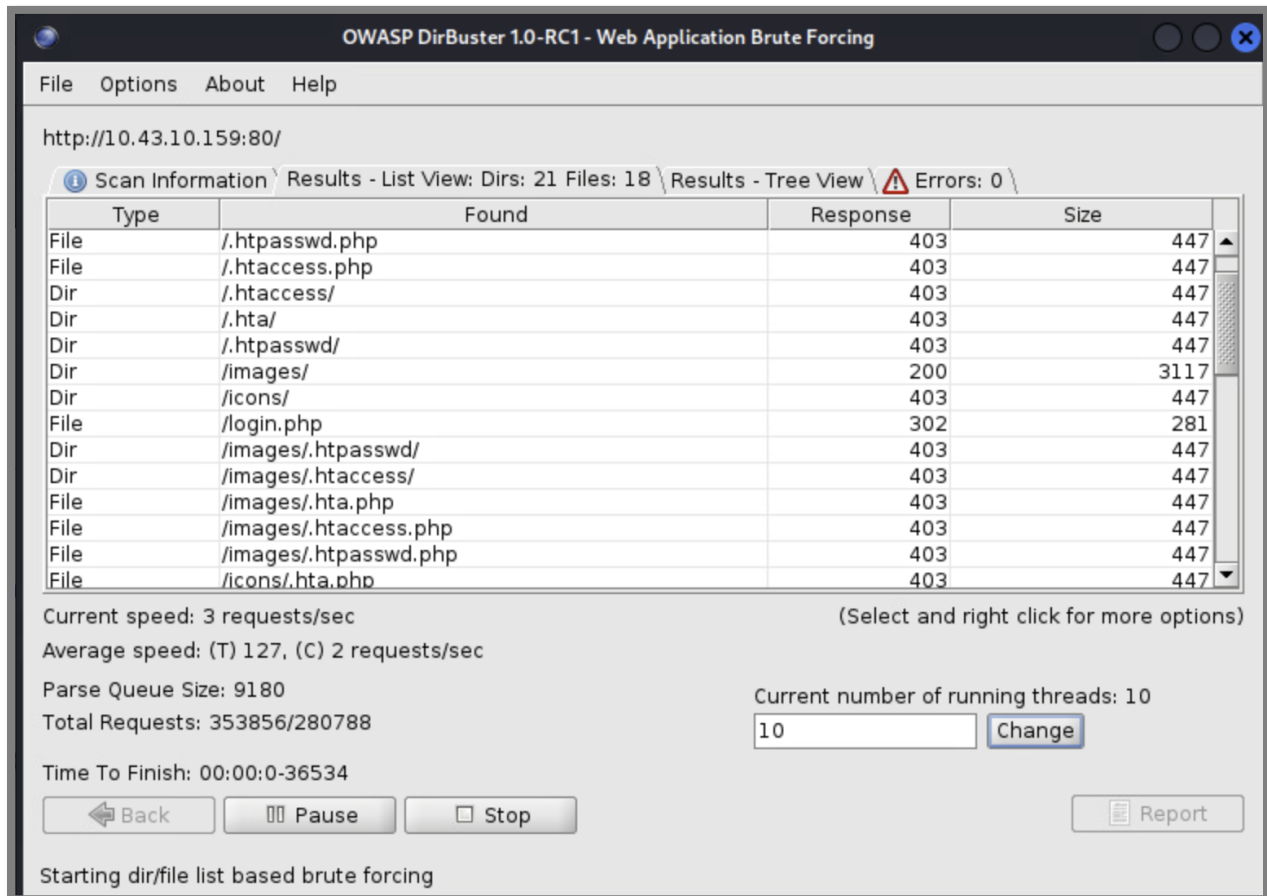 OWASP DirBuster 1.0-RC1 - Web Application Brute Forcing
File Options About Help
http://10.43.10.159:80/
Scan Information Results - List View: Dirs: 21 Files: 18 Results - Tree View Errors: 0
Type Found Response Size
File /.htpasswd.php 403 447
File /.htaccess.php 403 447
Dir /.htaccess/ 403 447
Dir /.hta/ 403 447
Dir /.htpasswd/ 403 447
Dir /images/ 200 3117
Dir /icons/ 403 447
File /login.php 302 281
Dir /images/.htpasswd/ 403 447
Dir /images/.htaccess/ 403 447
File /images/.hta.php 403 447
File /images/.htaccess.php 403 447
File /images/.htpasswd.php 403 447
File /icons/.hta.php 403 447
Current speed: 3 requests/sec (Select and right click for more options)
Average speed: (T) 127, (C) 2 requests/sec
Parse Queue Size: 9180
Current number of running threads: 10
Total Requests: 353856/280788
10 Change
Time To Finish: 00:00:0-36534
Back Pause Stop Report
Starting dir/file list based brute forcing